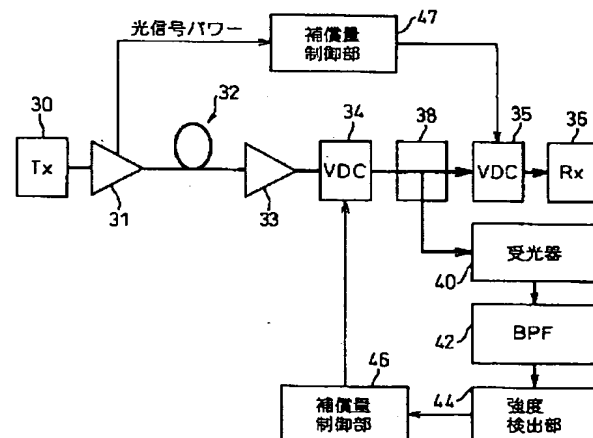 光信号パワー
補償量
制御部
47
30
Tx
31
32
33
34
VDC
38
35
VDC
36
Rx
受光器
40
BPF
42
46
補償量
制御部
44
強度
検出部